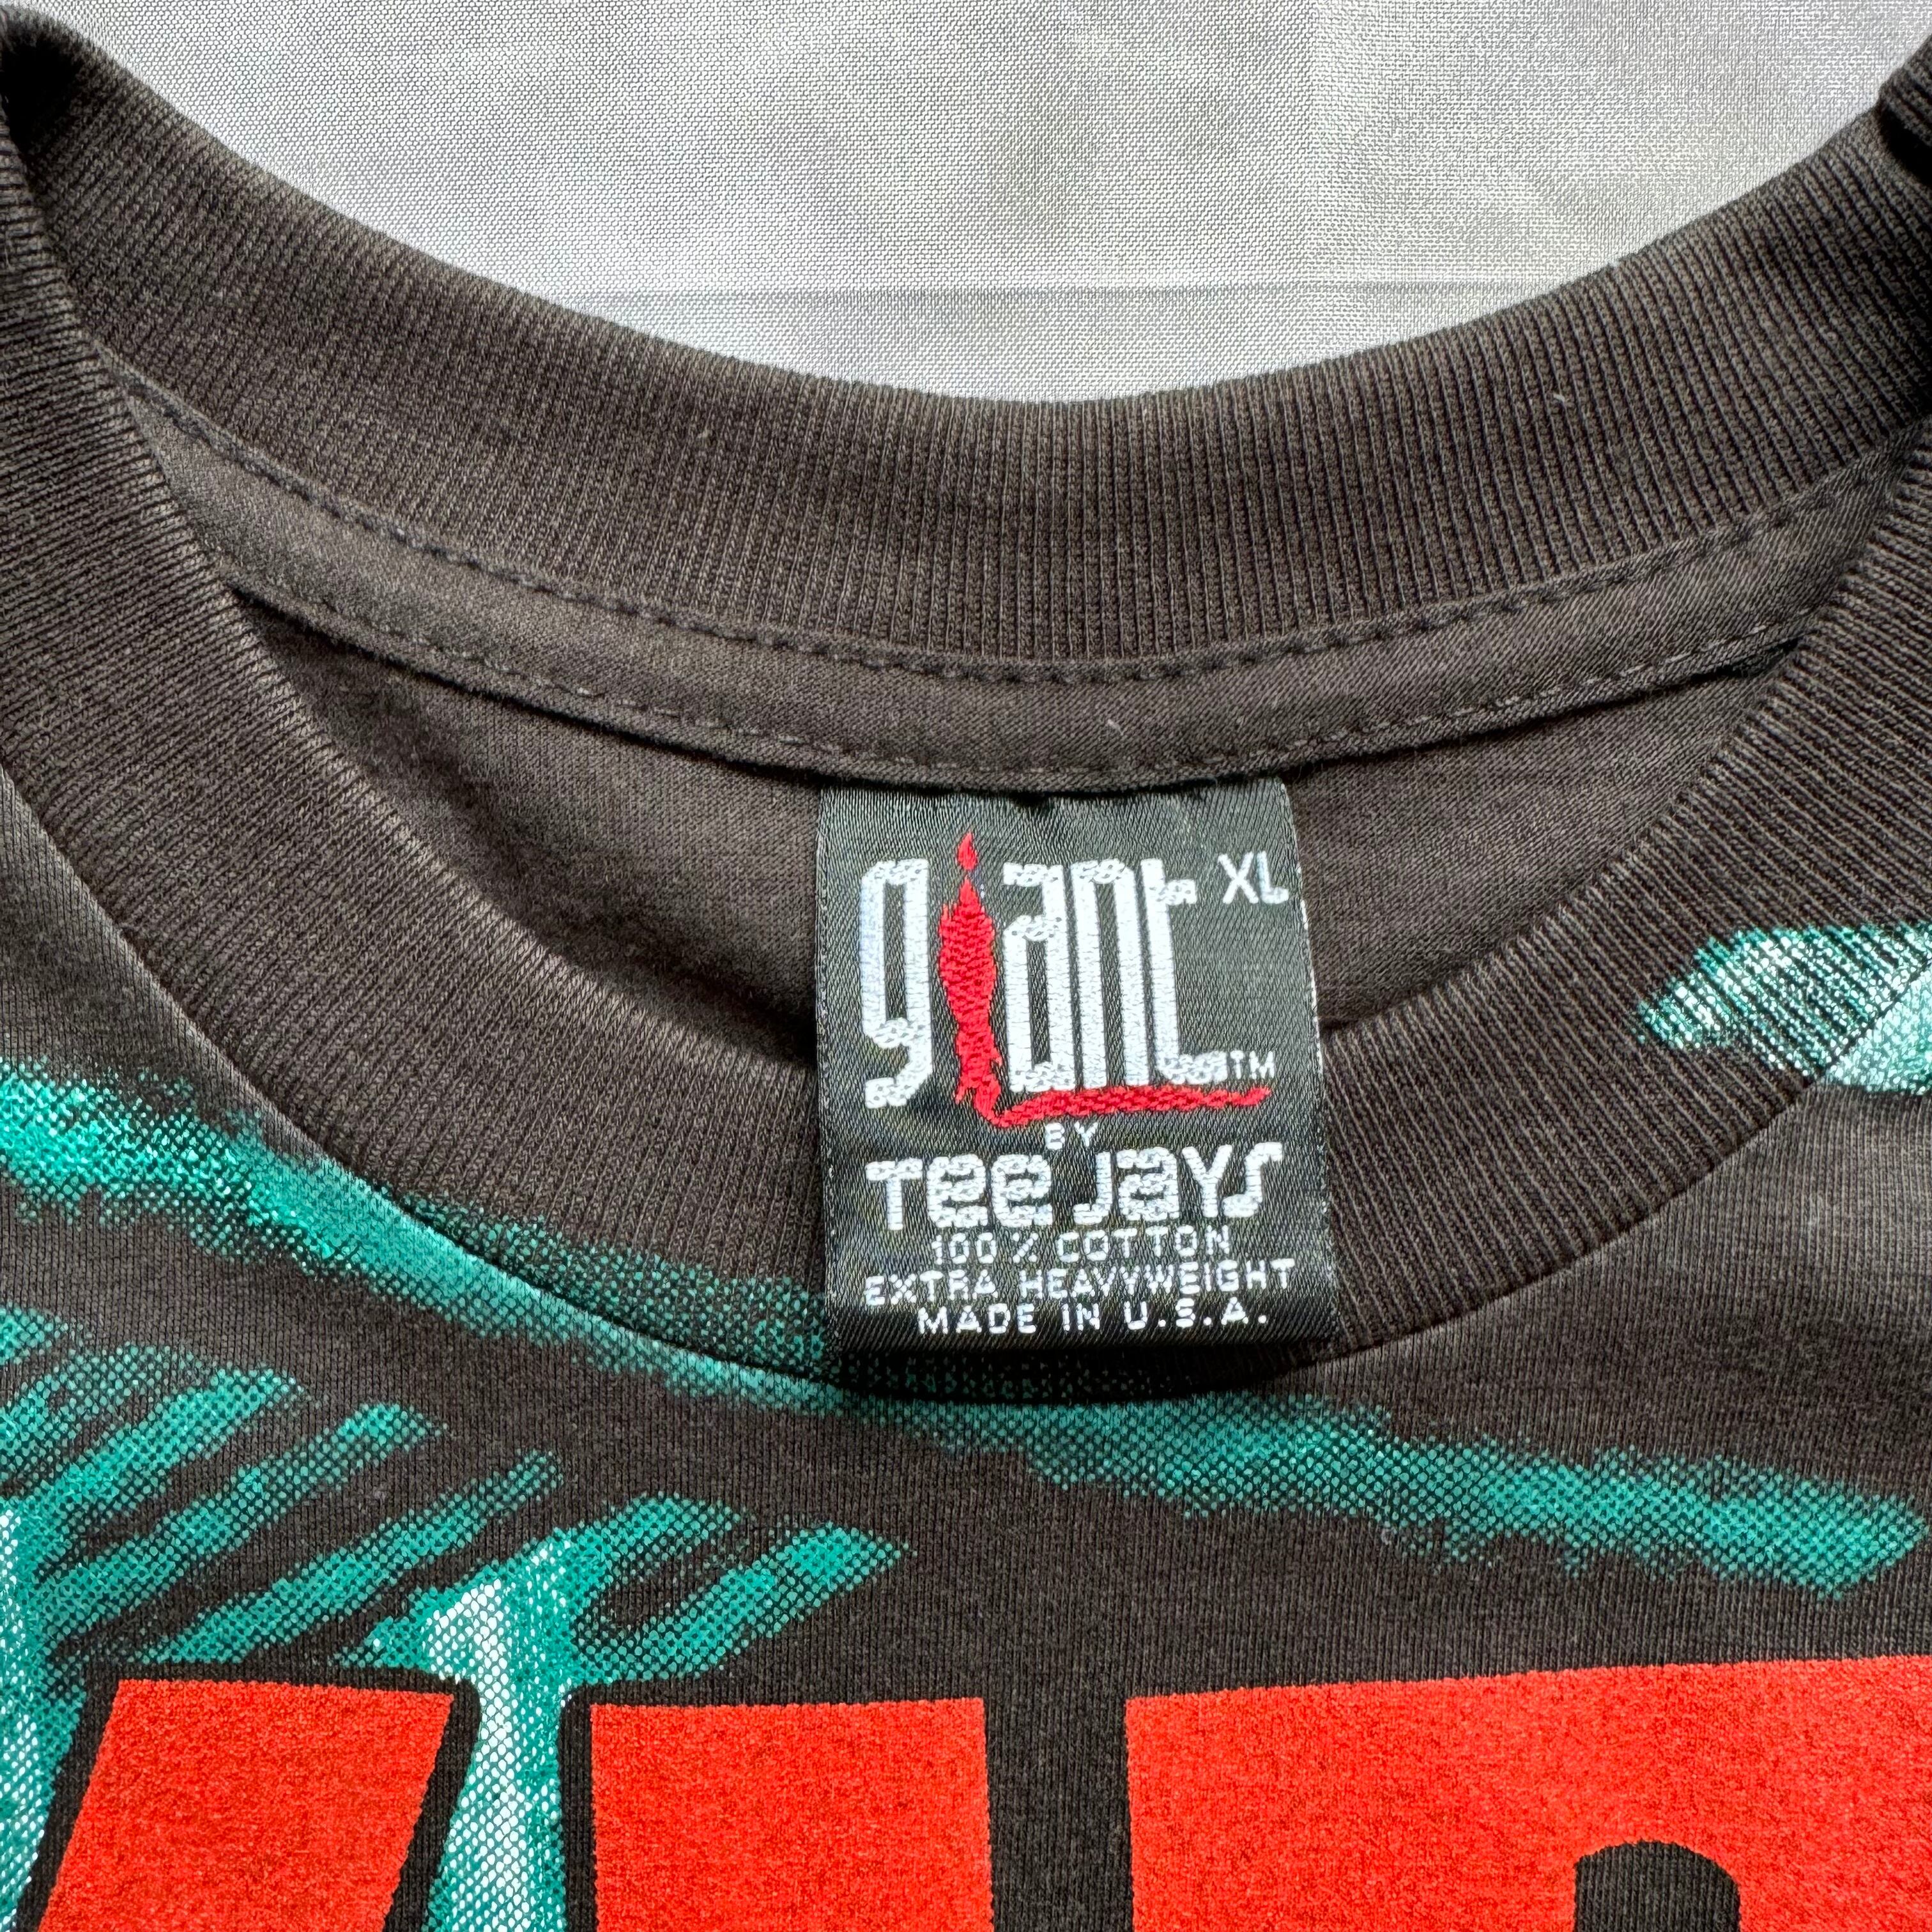 giant XL
TM
BY
Tee Jays
100 % COTTON
EXTRA HEAVYWEIGHT
MADE IN U.S.A.